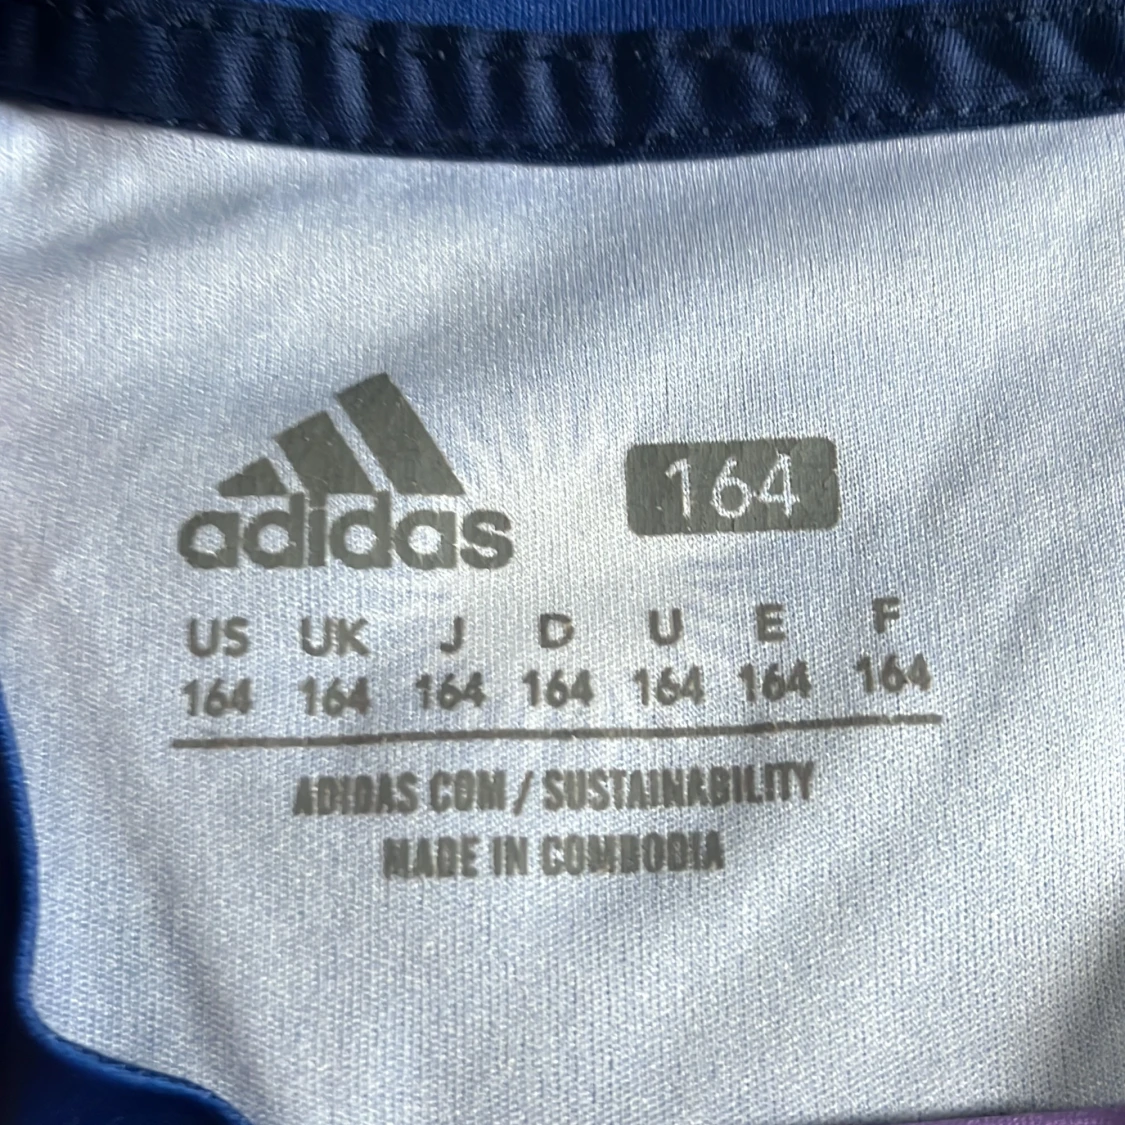 adidas
164
US UK J D U E F
164 164 164 164 164 164 164
ADIDAS COM / SUSTAINABILITY
MADE IN COMBODIA